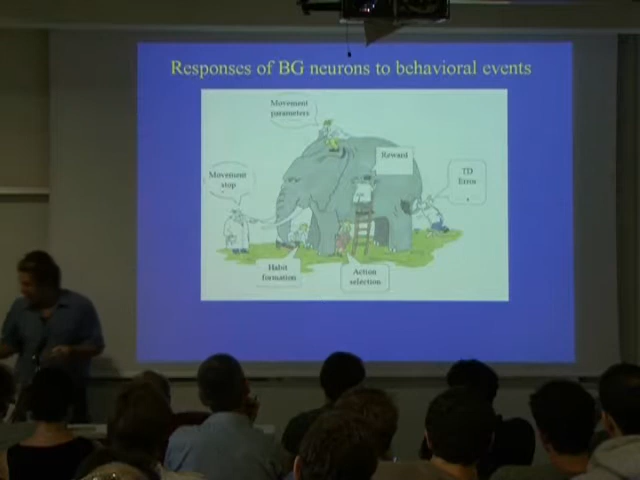 Responses of BG neurons to behavioral events
Movement
parameters
Reward
Movement
stop
TD
Error
Habit
formation
Action
selection